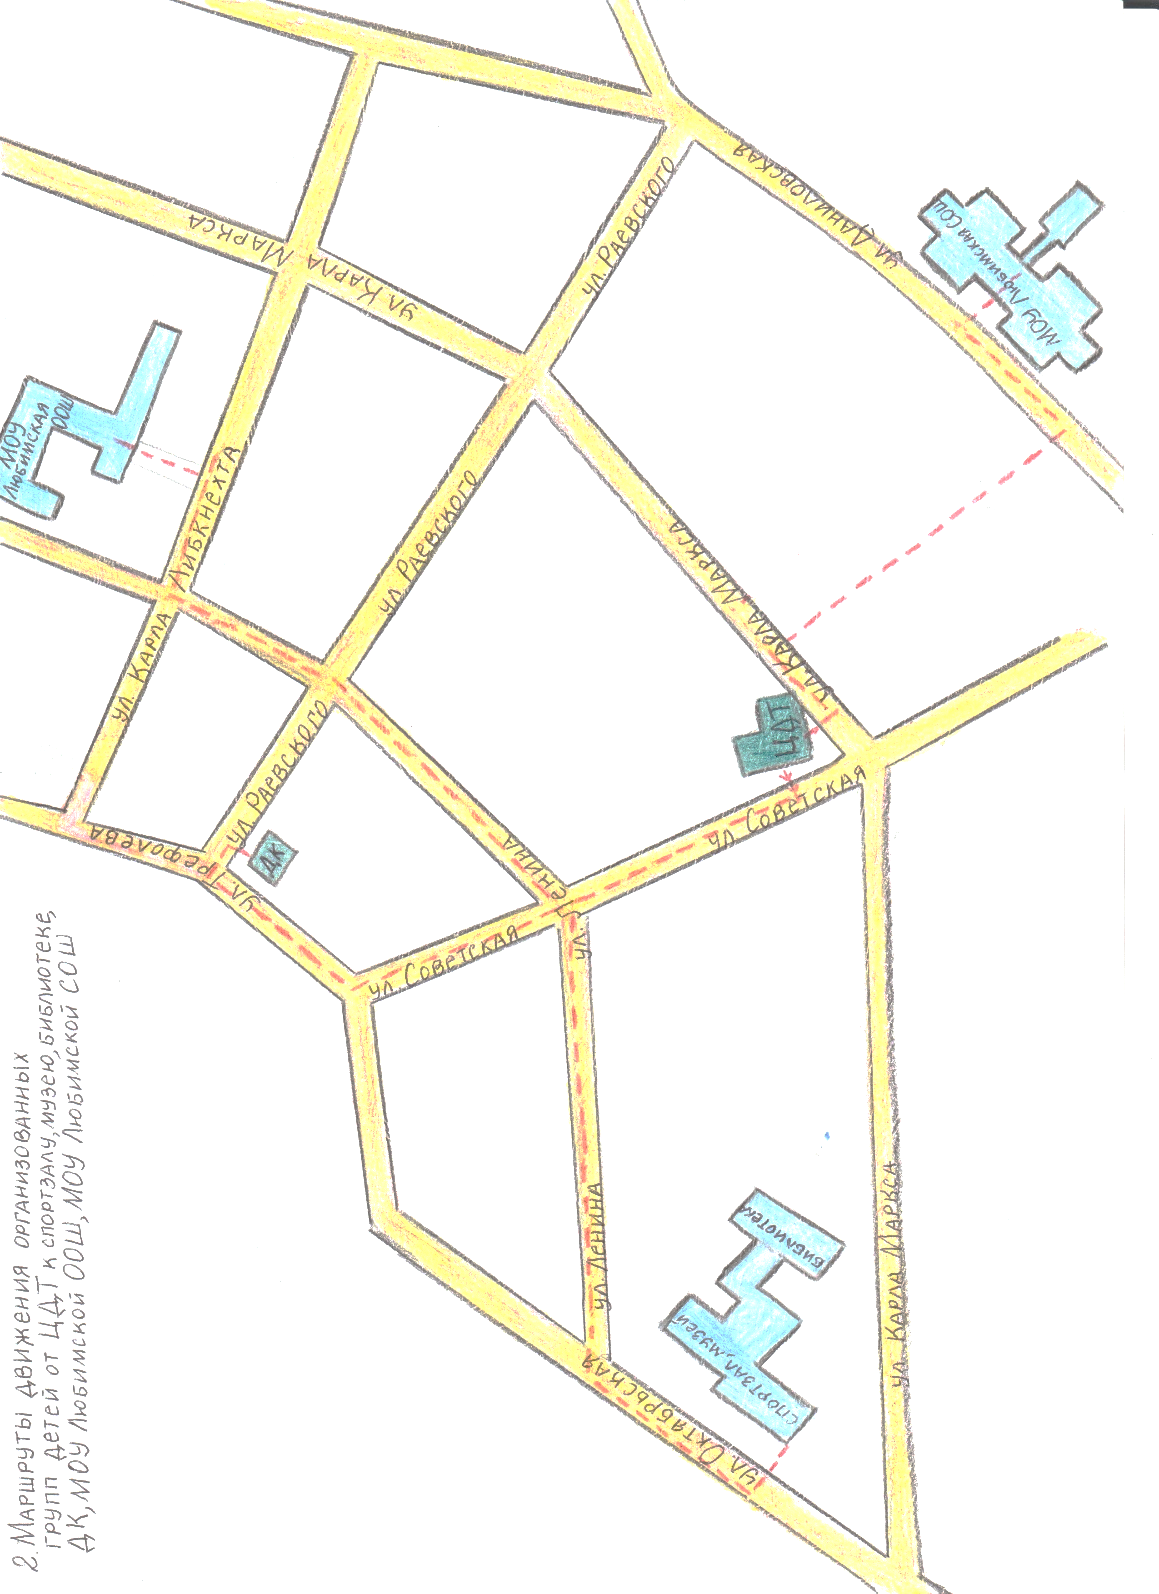 2. Маршруты движения организованных
групп детей от ЦДТ к спортзалу, музею, библиотеке,
ДК, МОУ Любимской ООШ, МОУ Любимской СОШ
МОУ
Любимская
ООШ
ул. Карла Либкнехта
ул. Карла Маркса
ул. Раевского
ул. Даниловская
МОУ Любимская СОШ
ул. Раевского
ул. Карла Маркса
ЦДТ
ул. Раевского
ДК
ул. Трефолева
ул. Советская
ул. Ленина
ул. Советская
ул. Ленина
ул. Октябрьская
спортзал, музей
библиотека
ул. Карла Маркса